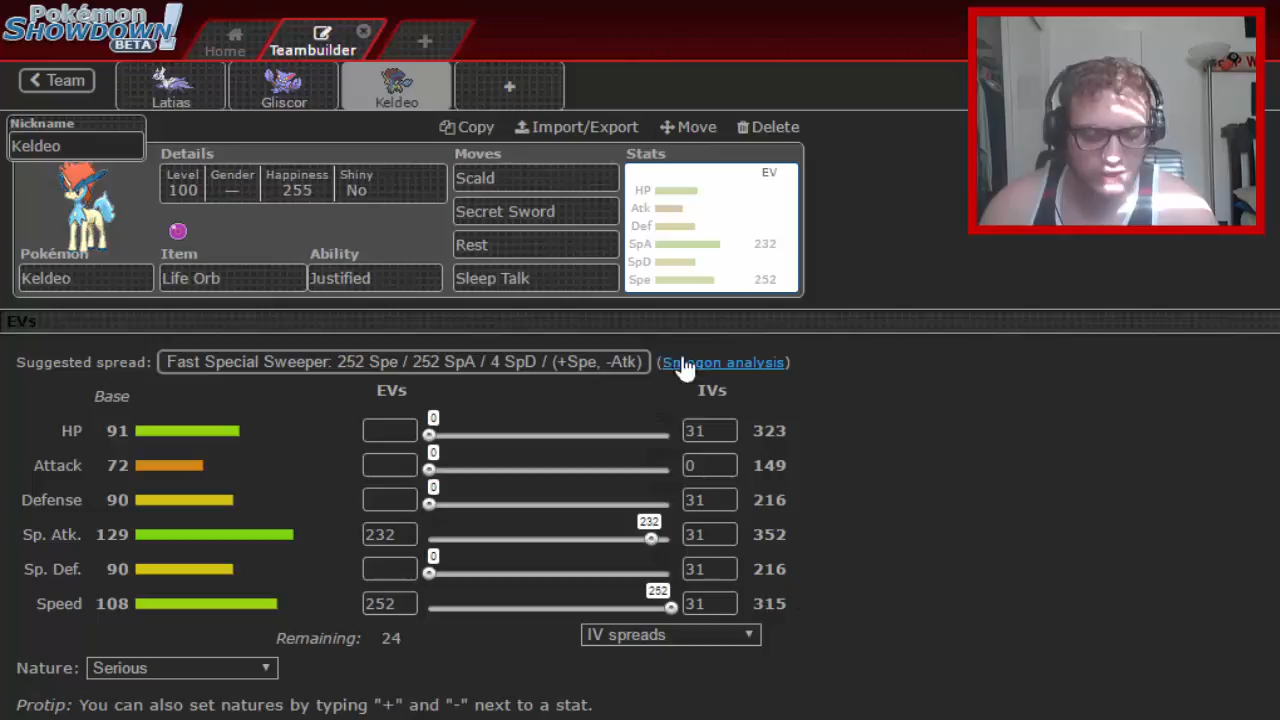 Pokémon
SHOWDOWN!
BETA
Home
Teambuilder
+
Team
Latias
Gliscor
Keldeo
+
Nickname
Keldeo
Copy
Import/Export
Move
Delete
Details
Level Gender Happiness Shiny
100 — 255 No
Pokémon
Keldeo
Item
Life Orb
Ability
Justified
Moves
Scald
Secret Sword
Rest
Sleep Talk
Stats
EV
HP
Atk
Def
SpA 232
SpD
Spe 252
EVs
Suggested spread: Fast Special Sweeper: 252 Spe / 252 SpA / 4 SpD / (+Spe, -Atk) (Smogon analysis)
Base EVs IVs
HP 91 0 31 323
Attack 72 0 0 149
Defense 90 0 31 216
Sp. Atk. 129 232 232 31 352
Sp. Def. 90 0 31 216
Speed 108 252 252 31 315
Remaining: 24 IV spreads
Nature: Serious
Protip: You can also set natures by typing "+" and "-" next to a stat.